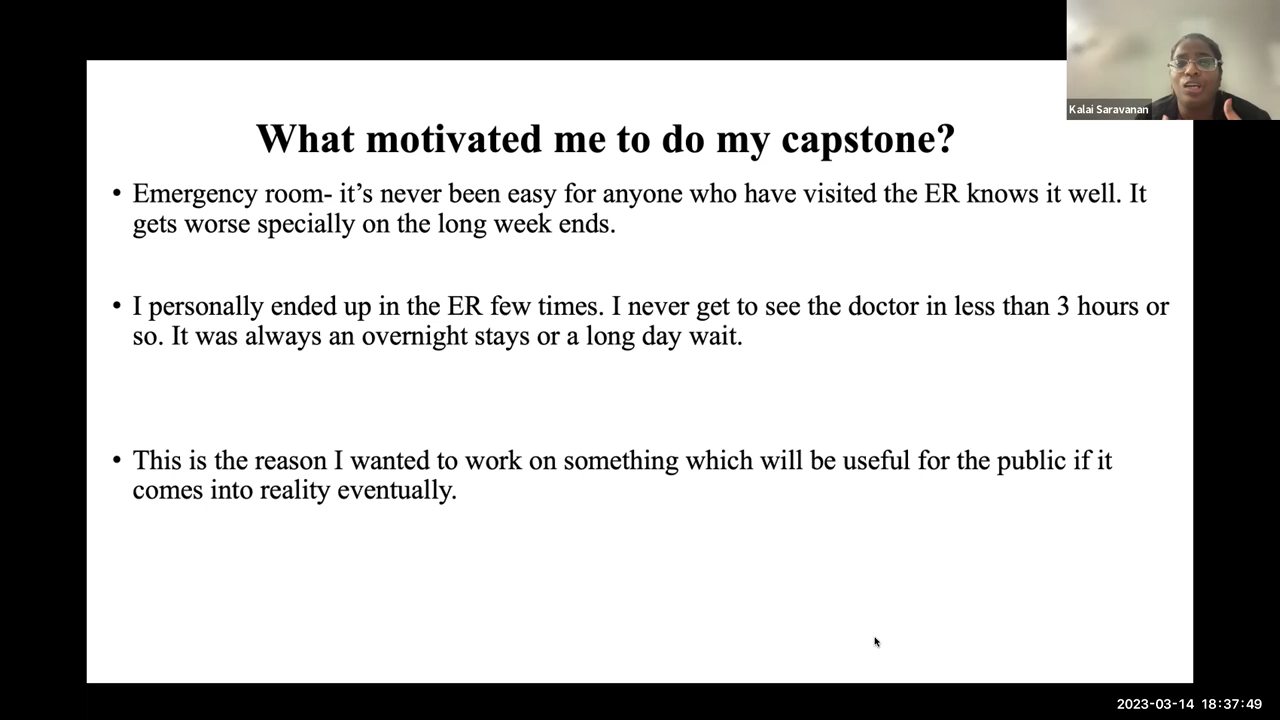 Kalai Saravanan
What motivated me to do my capstone?
• Emergency room- it’s never been easy for anyone who have visited the ER knows it well. It
gets worse specially on the long week ends.
• I personally ended up in the ER few times. I never get to see the doctor in less than 3 hours or
so. It was always an overnight stays or a long day wait.
• This is the reason I wanted to work on something which will be useful for the public if it
comes into reality eventually.
2023-03-14 18:37:49